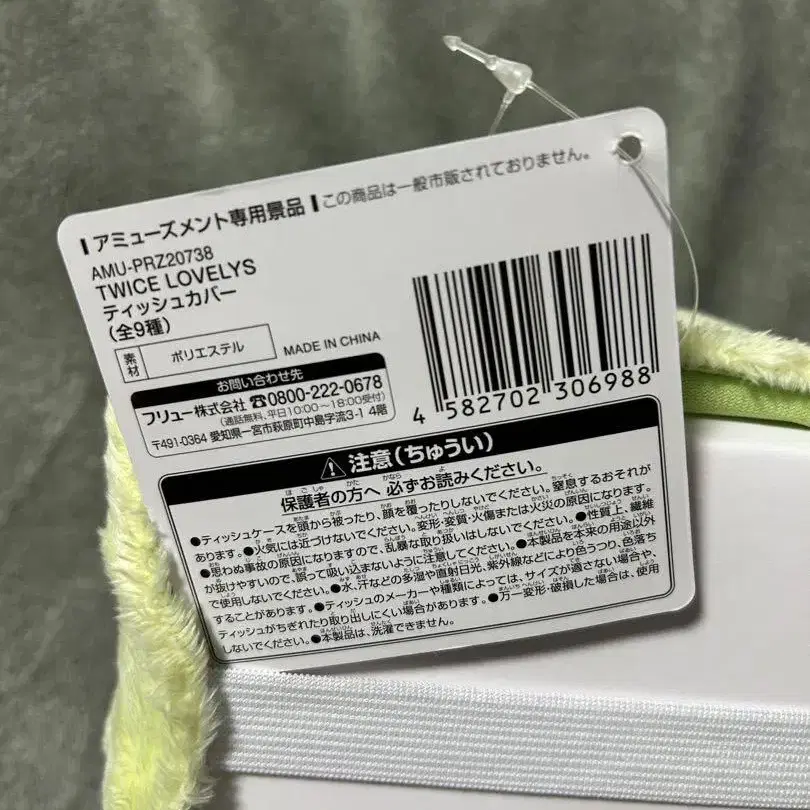 アミューズメント専用景品 この商品は一般市販されておりません。
AMU-PRZ20738
TWICE LOVELYS
ティッシュカバー
(全9種)
素材 ポリエステル MADE IN CHINA
お問い合わせ先
フリュー株式会社 ☎0800-222-0678
(通話無料、平日10:00〜18:00受付)
〒491-0364 愛知県一宮市萩原町中島字流3-1 4階
4 582702 306988
注意(ちゅうい)
保護者の方へ 必ずお読みください。
●ティッシュケースを頭から被ったり、顔を覆ったりしないでください。窒息するおそれが
あります。●火気には近づけないでください。変形・変質・火傷または火災の原因になります。
●思わぬ事故の原因になりますので、乱暴な取り扱いはしないでください。●性質上、繊維
が抜けやすいので、誤って吸い込まないように注意してください。●本製品を本来の用途以外
で使用しないでください。●水、汗などの多湿や直射日光、紫外線などにより色うつり、色落ち
することがあります。●ティッシュのメーカーや種類によっては、サイズが適さない場合や、
ティッシュがちぎれたり取り出しにくい場合があります。●万一変形・破損した場合は、使用
しないでください。●本製品は、洗濯できません。